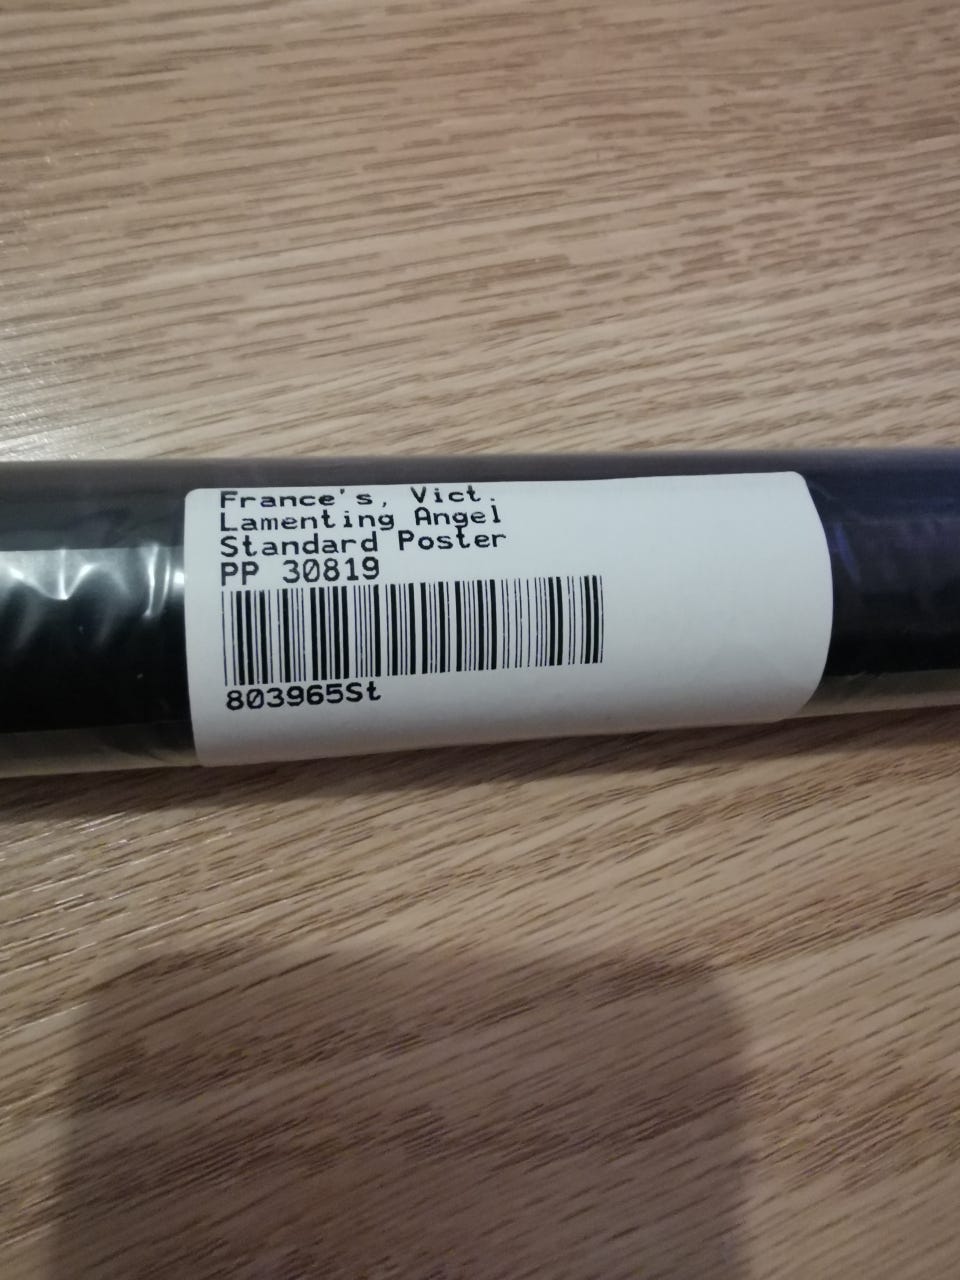 France's, Vict.
Lamenting Angel
Standard Poster
PP 30819
803965St